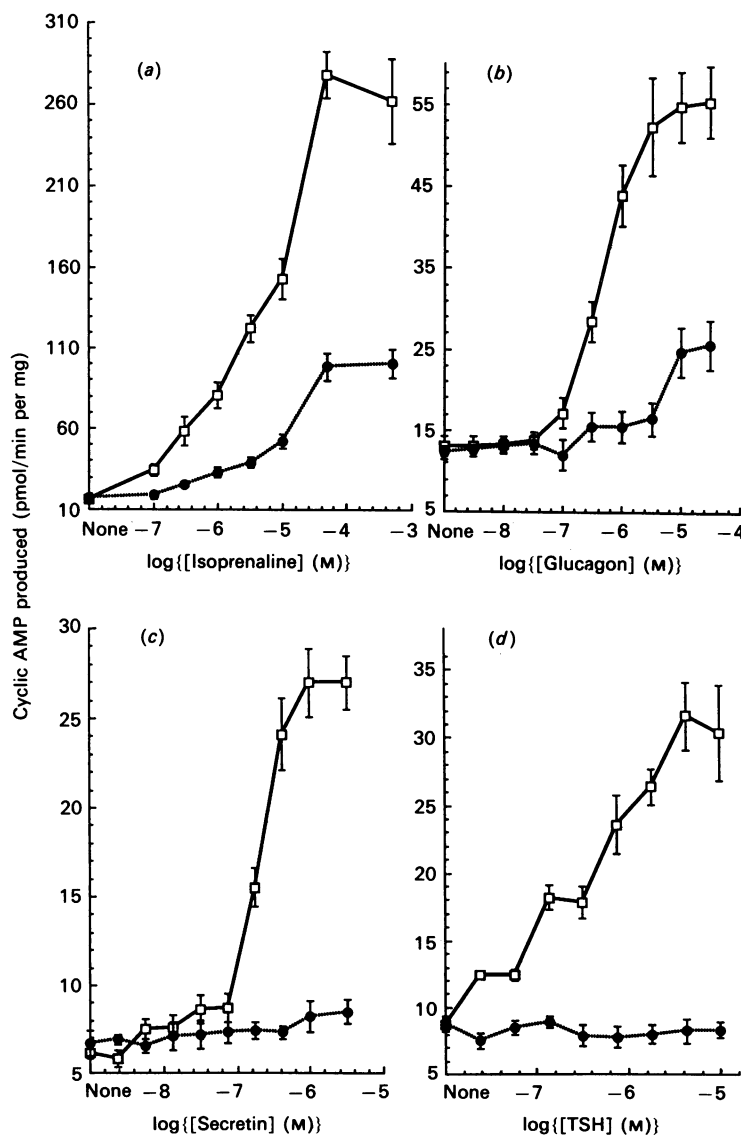 Cyclic AMP produced (pmol/min per mg)
(a)
310
260
210
160
110
60
10
None −7 −6 −5 −4 −3
log{[Isoprenaline] (M)}
(b)
55
45
35
25
15
5
None −8 −7 −6 −5 −4
log{[Glucagon] (M)}
(c)
30
25
20
15
10
5
None −8 −7 −6 −5
log{[Secretin] (M)}
(d)
35
30
25
20
15
10
5
None −7 −6 −5
log{[TSH] (M)}